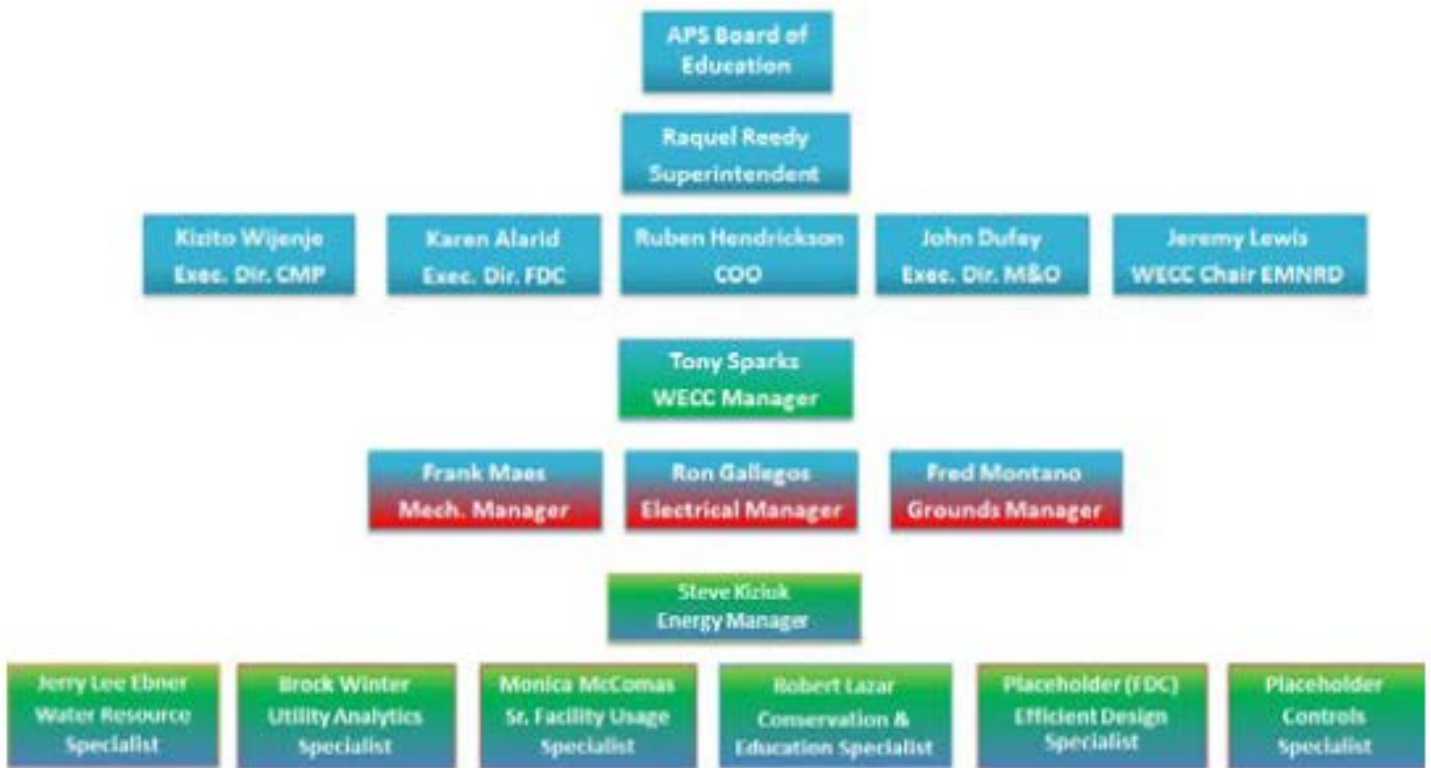 APS Board of
Education
Raquel Reedy
Superintendent
Kizito Wijenje
Exec. Dir. CMP
Karen Alarid
Exec. Dir. FDC
Ruben Hendrickson
COO
John Dufay
Exec. Dir. M&O
Jeremy Lewis
WECC Chair EMNRD
Tony Sparks
WECC Manager
Frank Maes
Mech. Manager
Ron Gallegos
Electrical Manager
Fred Montano
Grounds Manager
Steve Kiziuk
Energy Manager
Jerry Lee Ebner
Water Resource
Specialist
Brock Winter
Utility Analytics
Specialist
Monica McComas
Sr. Facility Usage
Specialist
Robert Lazar
Conservation &
Education Specialist
Placeholder (FDC)
Efficient Design
Specialist
Placeholder
Controls
Specialist